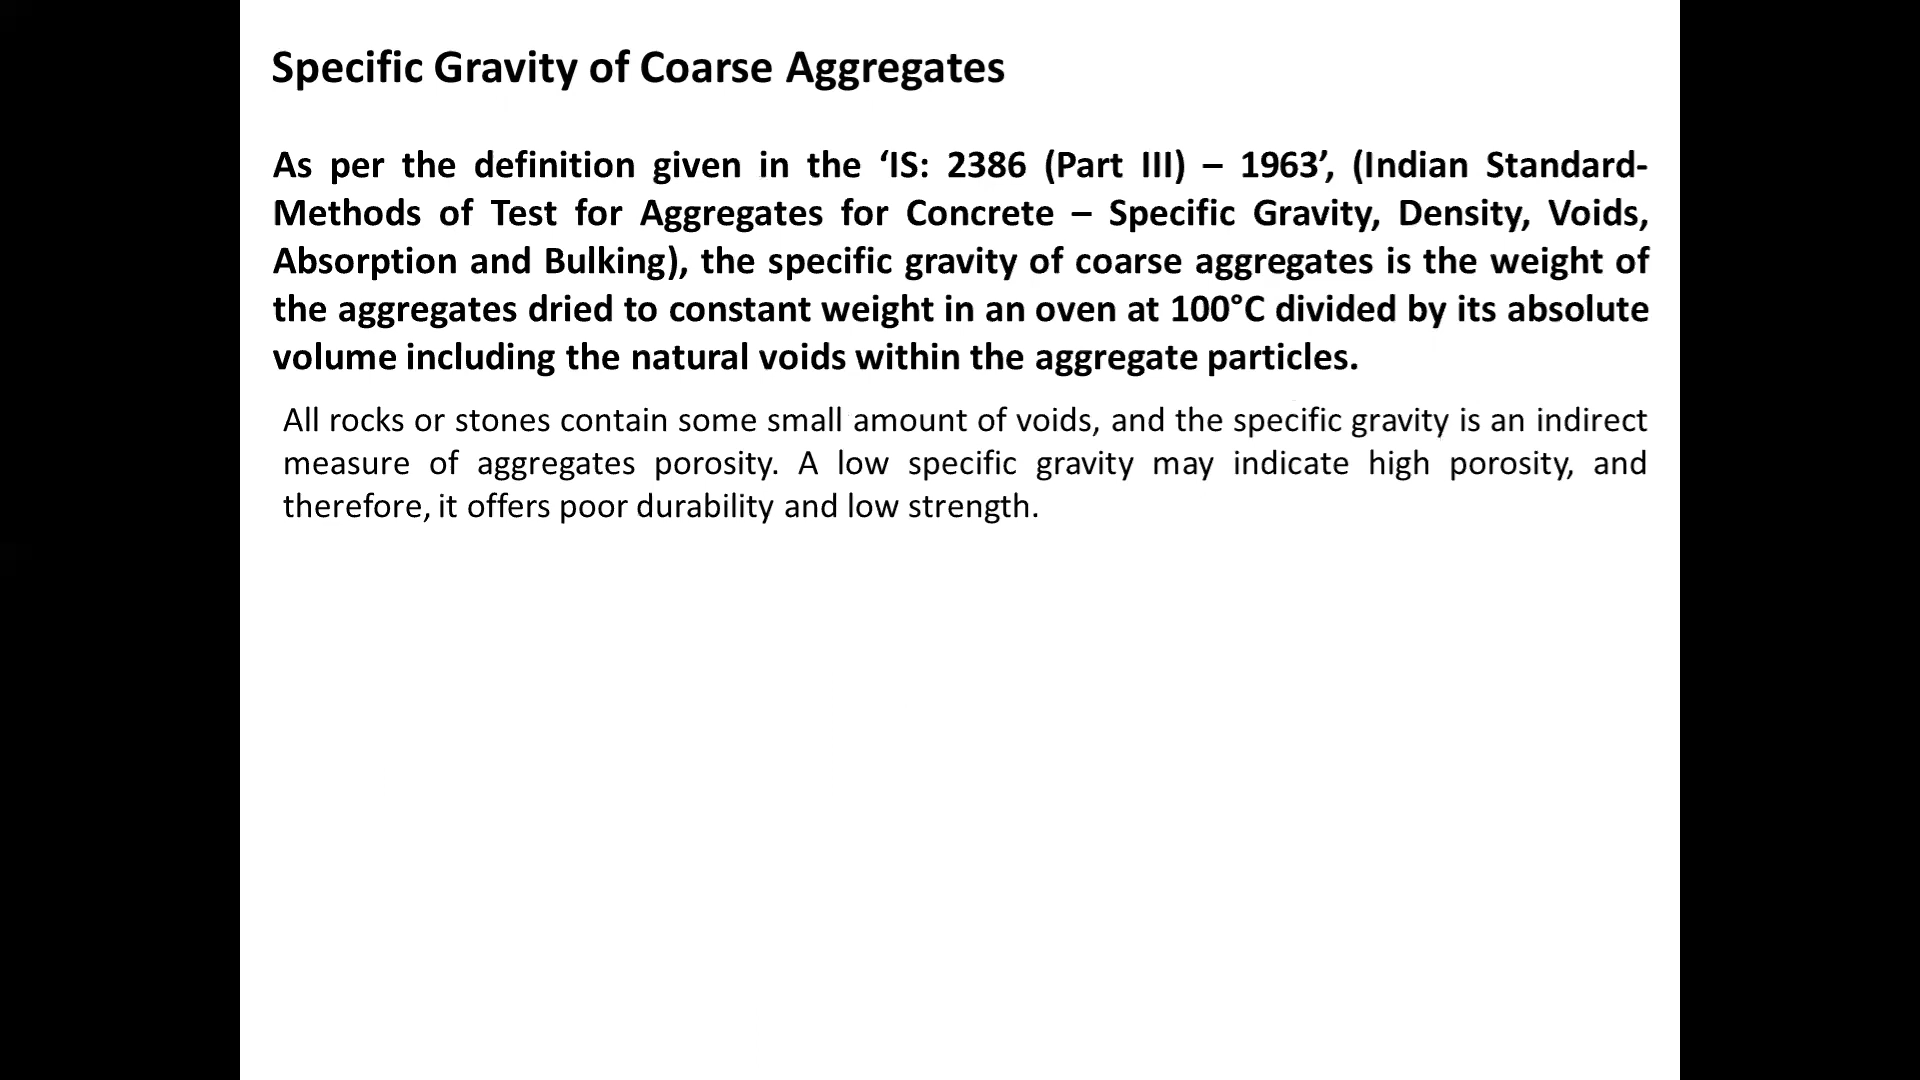 Specific Gravity of Coarse Aggregates
As per the definition given in the ‘IS: 2386 (Part III) – 1963’, (Indian Standard-
Methods of Test for Aggregates for Concrete – Specific Gravity, Density, Voids,
Absorption and Bulking), the specific gravity of coarse aggregates is the weight of
the aggregates dried to constant weight in an oven at 100°C divided by its absolute
volume including the natural voids within the aggregate particles.
All rocks or stones contain some small amount of voids, and the specific gravity is an indirect
measure of aggregates porosity. A low specific gravity may indicate high porosity, and
therefore, it offers poor durability and low strength.